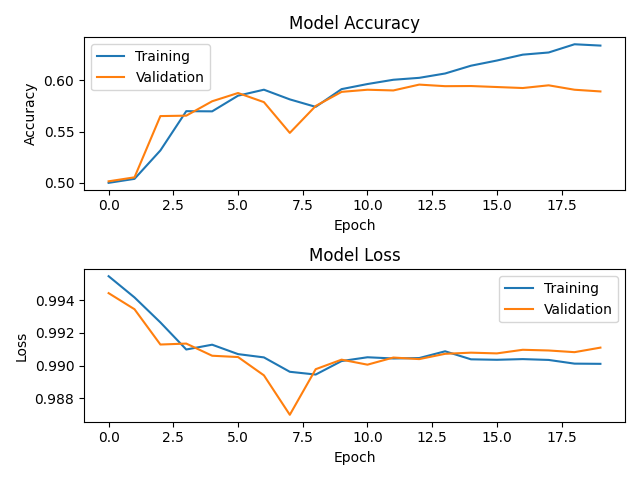 Model Accuracy
Training
Validation
0.60
0.55
0.50
Accuracy
0.0 2.5 5.0 7.5 10.0 12.5 15.0 17.5
Epoch
Model Loss
Training
Validation
0.994
0.992
0.990
0.988
Loss
0.0 2.5 5.0 7.5 10.0 12.5 15.0 17.5
Epoch